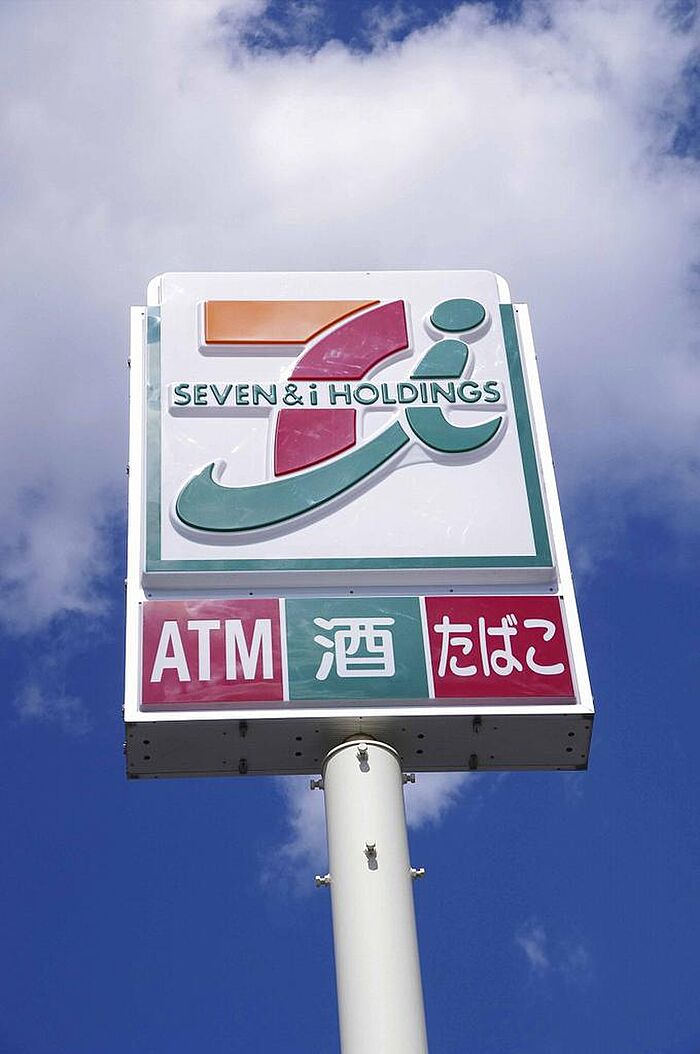 SEVEN & i HOLDINGS
ATM 酒 たばこ